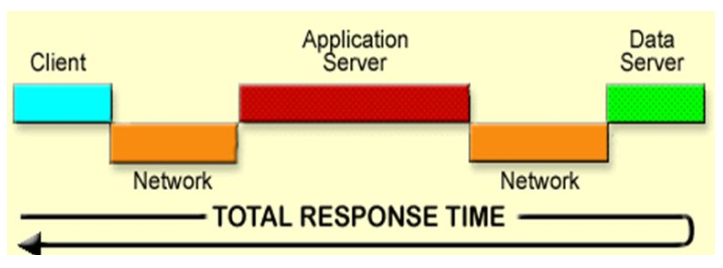 Client
Application
Server
Data
Server
Network
Network
TOTAL RESPONSE TIME